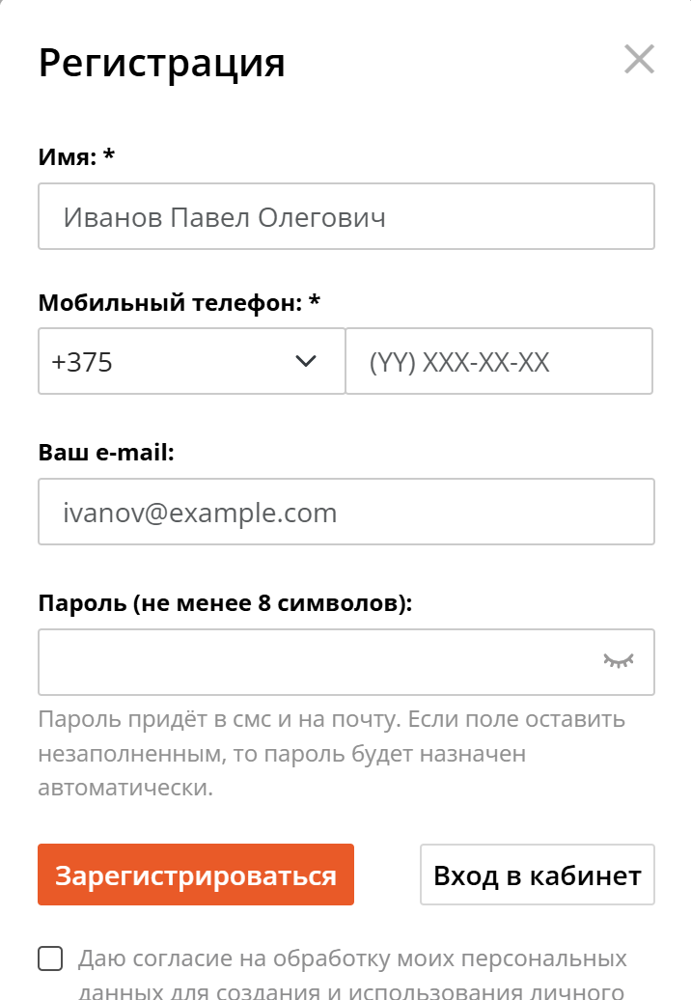 Регистрация
Имя: *
Иванов Павел Олегович
Мобильный телефон: *
+375 (YY) XXX-XX-XX
Ваш e-mail:
ivanov@example.com
Пароль (не менее 8 символов):
Пароль придёт в смс и на почту. Если поле оставить
незаполненным, то пароль будет назначен
автоматически.
Зарегистрироваться Вход в кабинет
Даю согласие на обработку моих персональных
данных для создания и использования личного